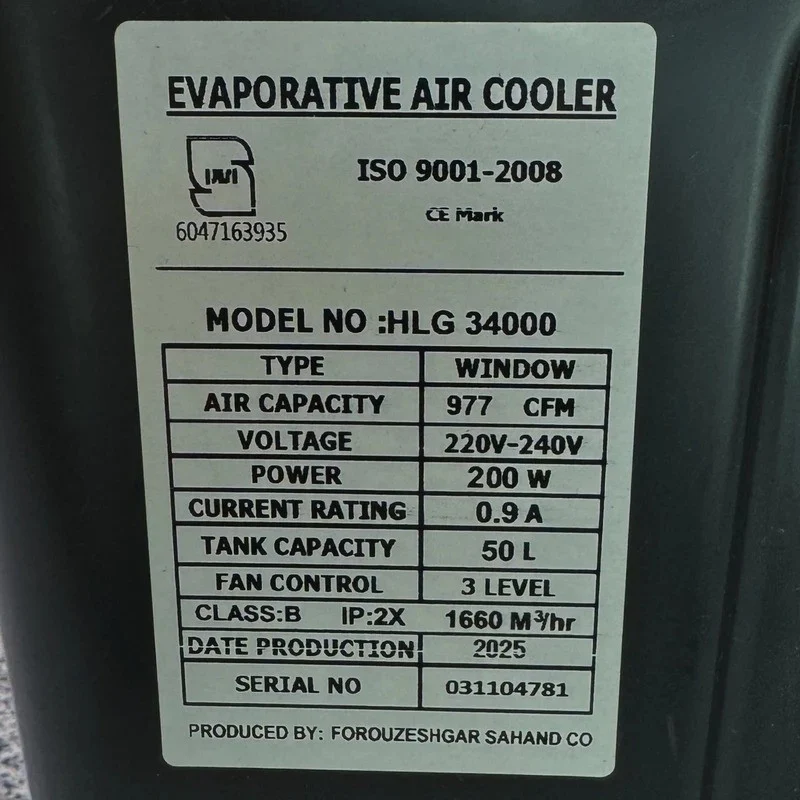 EVAPORATIVE AIR COOLER
ISO 9001-2008
CE Mark
6047163935
MODEL NO :HLG 34000
TYPE WINDOW
AIR CAPACITY 977 CFM
VOLTAGE 220V-240V
POWER 200 W
CURRENT RATING 0.9 A
TANK CAPACITY 50 L
FAN CONTROL 3 LEVEL
CLASS:B IP:2X 1660 M³/hr
DATE PRODUCTION 2025
SERIAL NO 031104781
PRODUCED BY: FOROUZESHGAR SAHAND CO